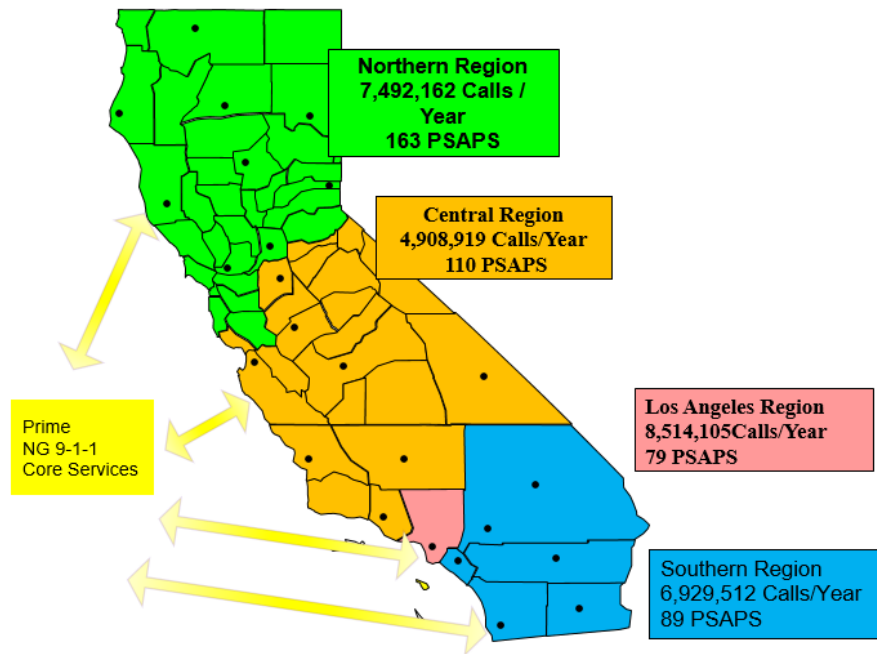 Northern Region
7,492,162 Calls /
Year
163 PSAPS
Central Region
4,908,919 Calls/Year
110 PSAPS
Prime
NG 9-1-1
Core Services
Los Angeles Region
8,514,105Calls/Year
79 PSAPS
Southern Region
6,929,512 Calls/Year
89 PSAPS